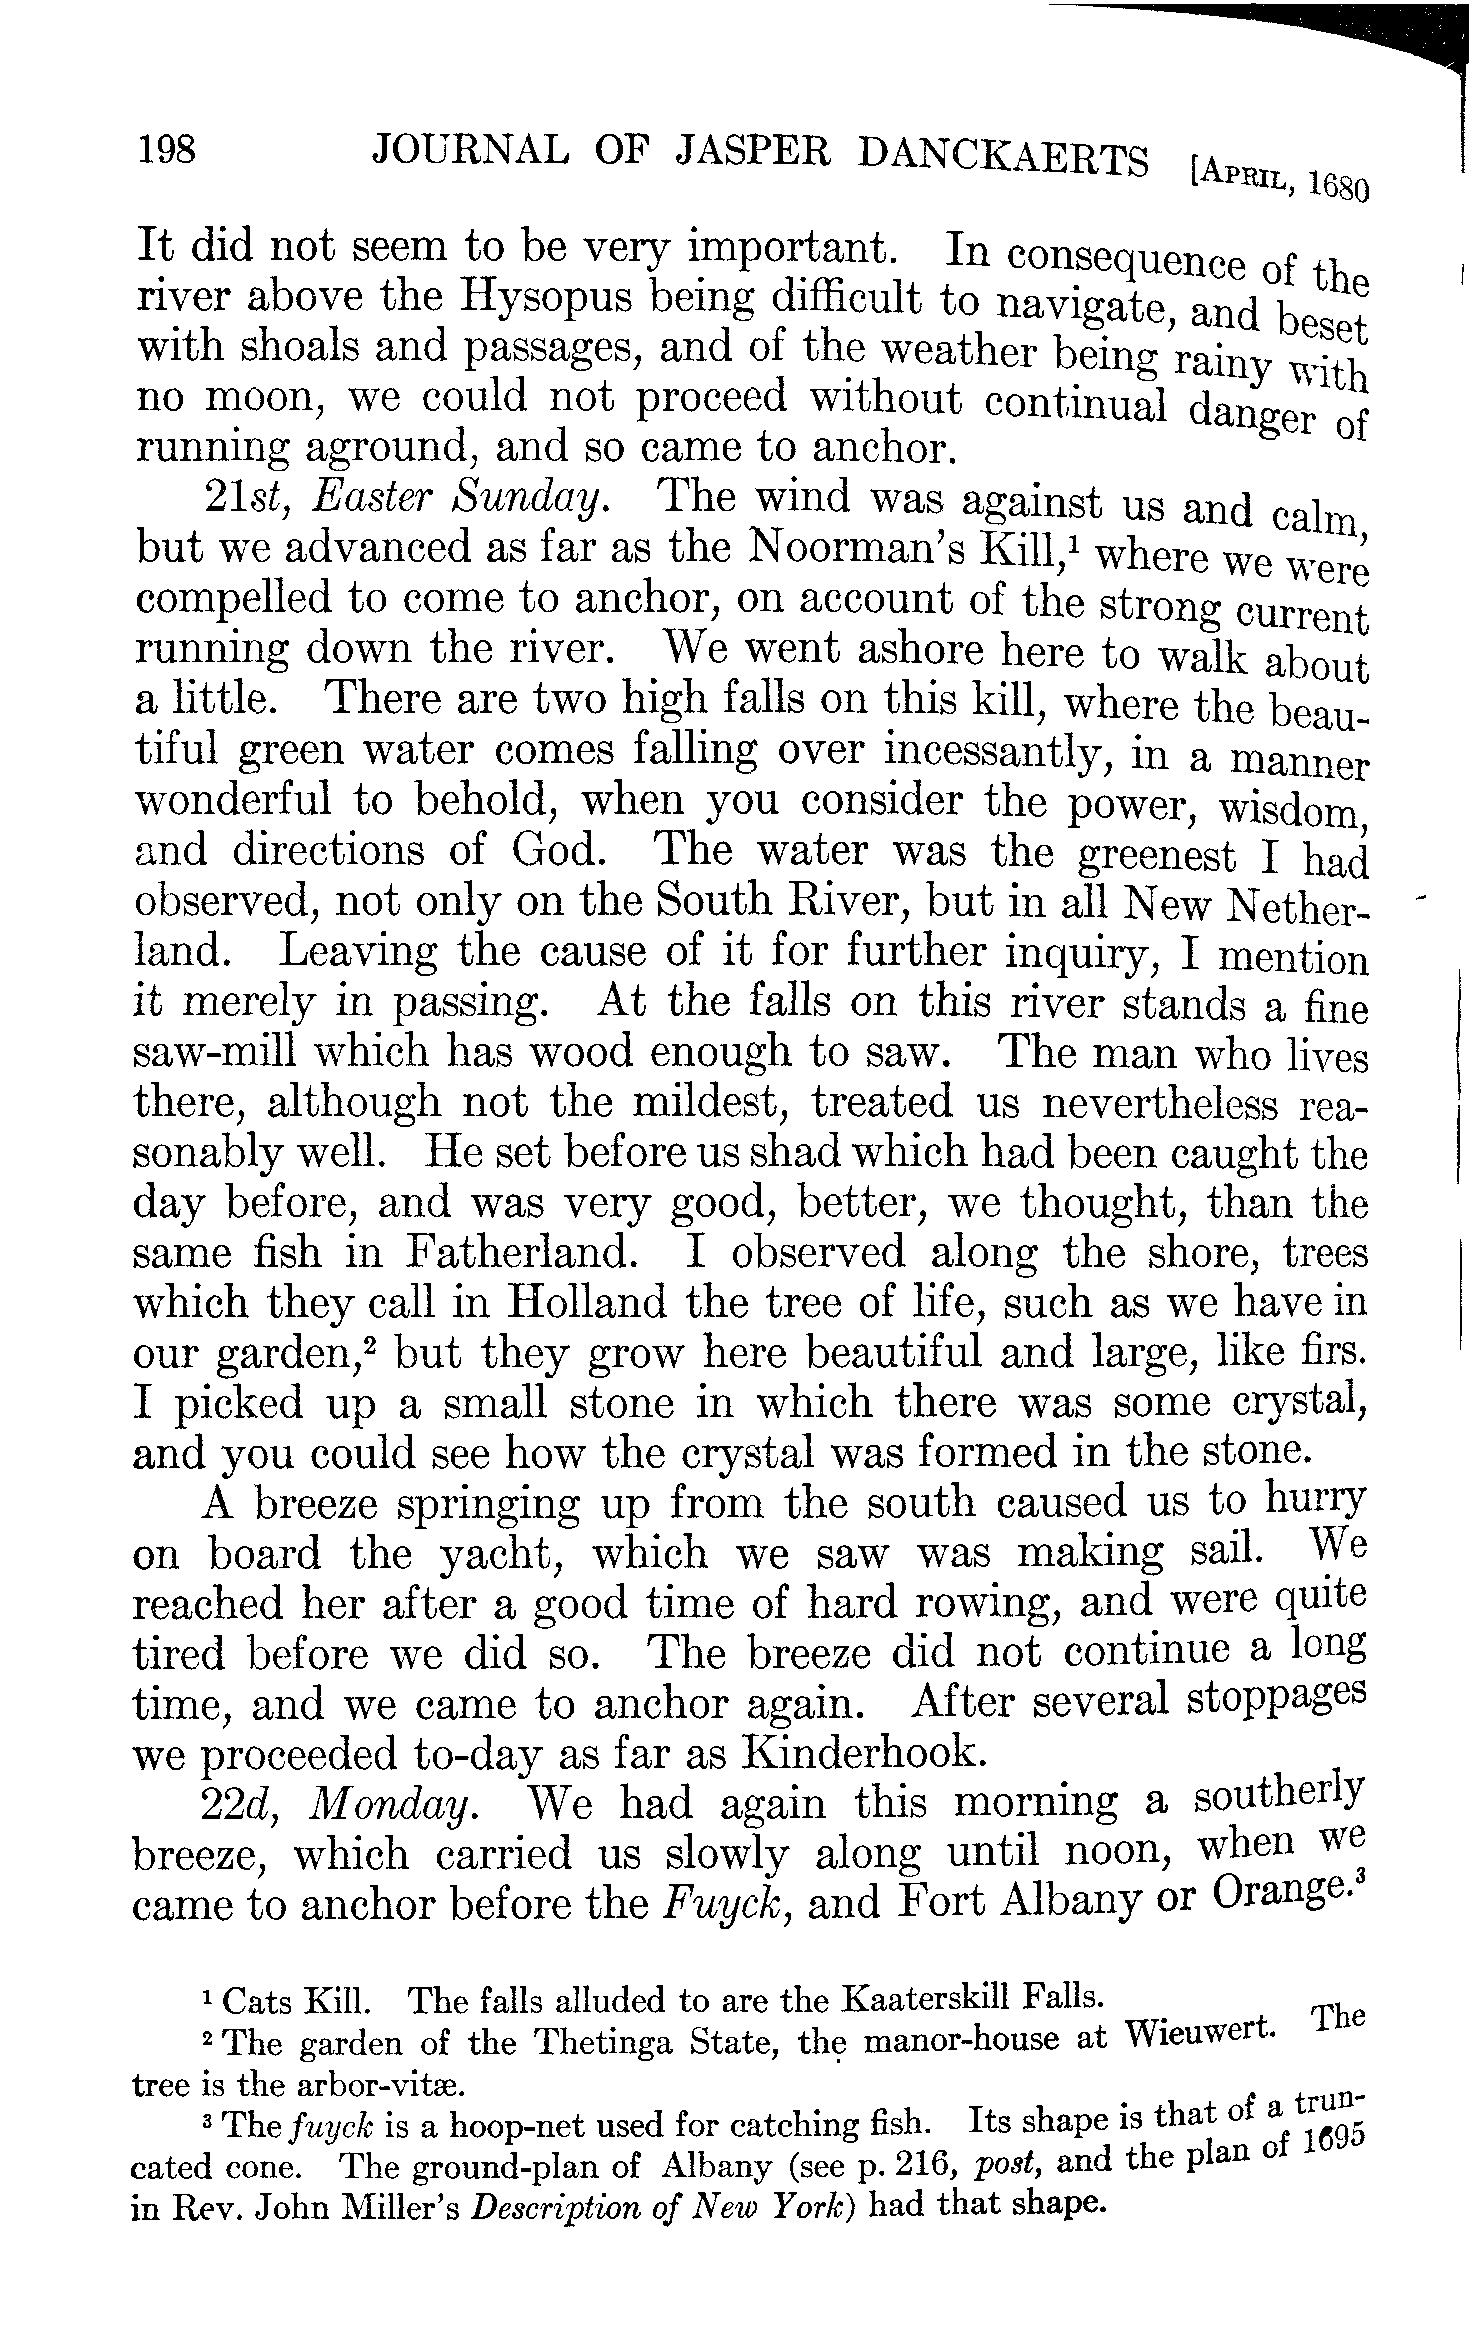 198 JOURNAL OF JASPER DANCKAERTS [APRIL, 1680
It did not seem to be very important. In consequence of the
river above the Hysopus being difficult to navigate, and beset
with shoals and passages, and of the weather being rainy with
no moon, we could not proceed without continual danger of
running aground, and so came to anchor.
21st, Easter Sunday. The wind was against us and calm,
but we advanced as far as the Noorman's Kill,¹ where we were
compelled to come to anchor, on account of the strong current
running down the river. We went ashore here to walk about
a little. There are two high falls on this kill, where the beau-
tiful green water comes falling over incessantly, in a manner
wonderful to behold, when you consider the power, wisdom,
and directions of God. The water was the greenest I had
observed, not only on the South River, but in all New Nether-
land. Leaving the cause of it for further inquiry, I mention
it merely in passing. At the falls on this river stands a fine
saw-mill which has wood enough to saw. The man who lives
there, although not the mildest, treated us nevertheless rea-
sonably well. He set before us shad which had been caught the
day before, and was very good, better, we thought, than the
same fish in Fatherland. I observed along the shore, trees
which they call in Holland the tree of life, such as we have in
our garden,² but they grow here beautiful and large, like firs.
I picked up a small stone in which there was some crystal,
and you could see how the crystal was formed in the stone.
A breeze springing up from the south caused us to hurry
on board the yacht, which we saw was making sail. We
reached her after a good time of hard rowing, and were quite
tired before we did so. The breeze did not continue a long
time, and we came to anchor again. After several stoppages
we proceeded to-day as far as Kinderhook.
22d, Monday. We had again this morning a southerly
breeze, which carried us slowly along until noon, when we
came to anchor before the Fuyck, and Fort Albany or Orange.³
¹ Cats Kill. The falls alluded to are the Kaaterskill Falls.
² The garden of the Thetinga State, the manor-house at Wieuwert. The
tree is the arbor-vitæ.
³ The fuyck is a hoop-net used for catching fish. Its shape is that of a trun-
cated cone. The ground-plan of Albany (see p. 216, post, and the plan of 1695
in Rev. John Miller's Description of New York) had that shape.